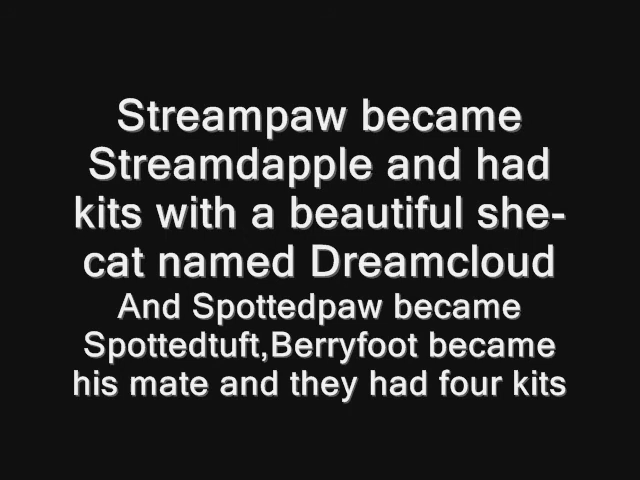 Streampaw became
Streamdapple and had
kits with a beautiful she-
cat named Dreamcloud
And Spottedpaw became
Spottedtuft,Berryfoot became
his mate and they had four kits